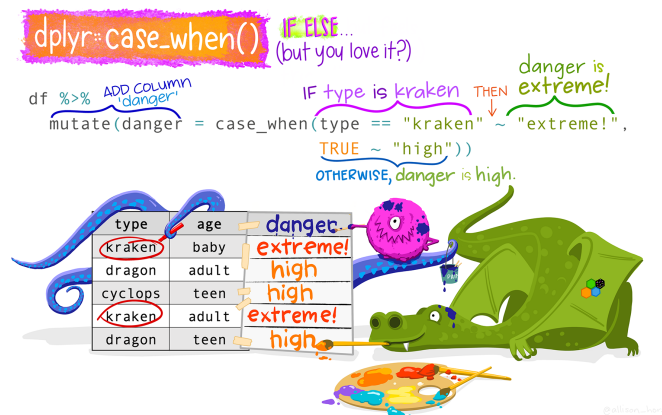 dplyr::case_when()
IF ELSE...
(but you love it?)
danger is
extreme!
ADD COLUMN
'danger'
IF type is kraken
THEN
df %>%
mutate(danger = case_when(type == "kraken" ~ "extreme!",
TRUE ~ "high"))
OTHERWISE, danger is high.
type age danger
kraken baby extreme!
dragon adult high
cyclops teen high
kraken adult extreme!
dragon teen high